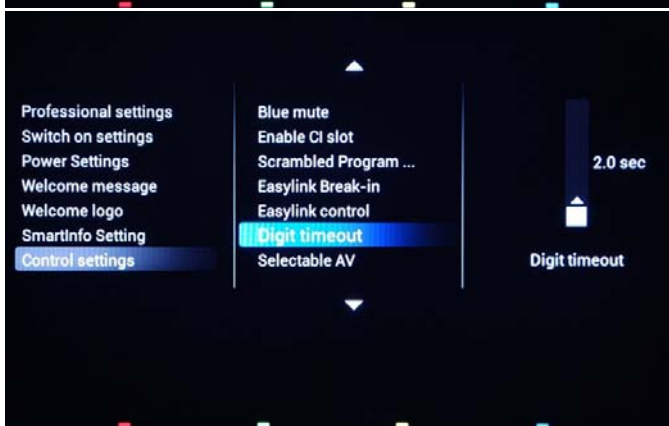 Professional settings
Switch on settings
Power Settings
Welcome message
Welcome logo
SmartInfo Setting
Control settings
Blue mute
Enable CI slot
Scrambled Program ...
Easylink Break-in
Easylink control
Digit timeout
Selectable AV
2.0 sec
Digit timeout